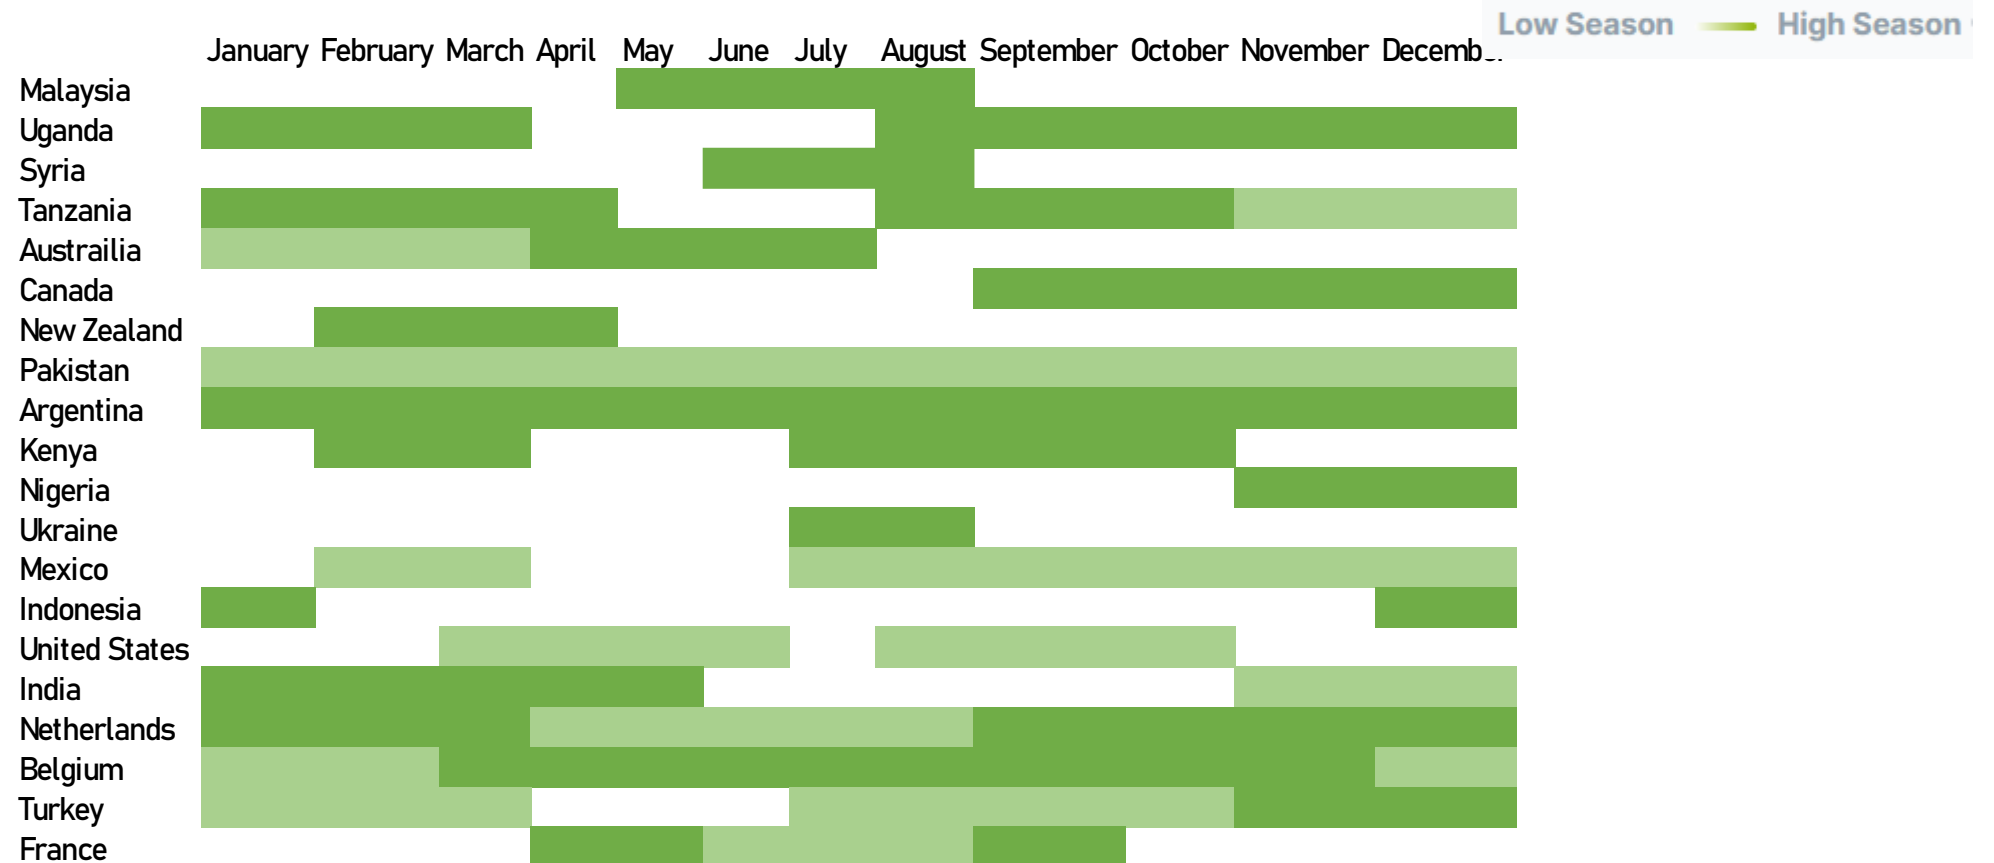 Low Season High Season
January February March April May June July August September October November December
Malaysia
Uganda
Syria
Tanzania
Austrailia
Canada
New Zealand
Pakistan
Argentina
Kenya
Nigeria
Ukraine
Mexico
Indonesia
United States
India
Netherlands
Belgium
Turkey
France